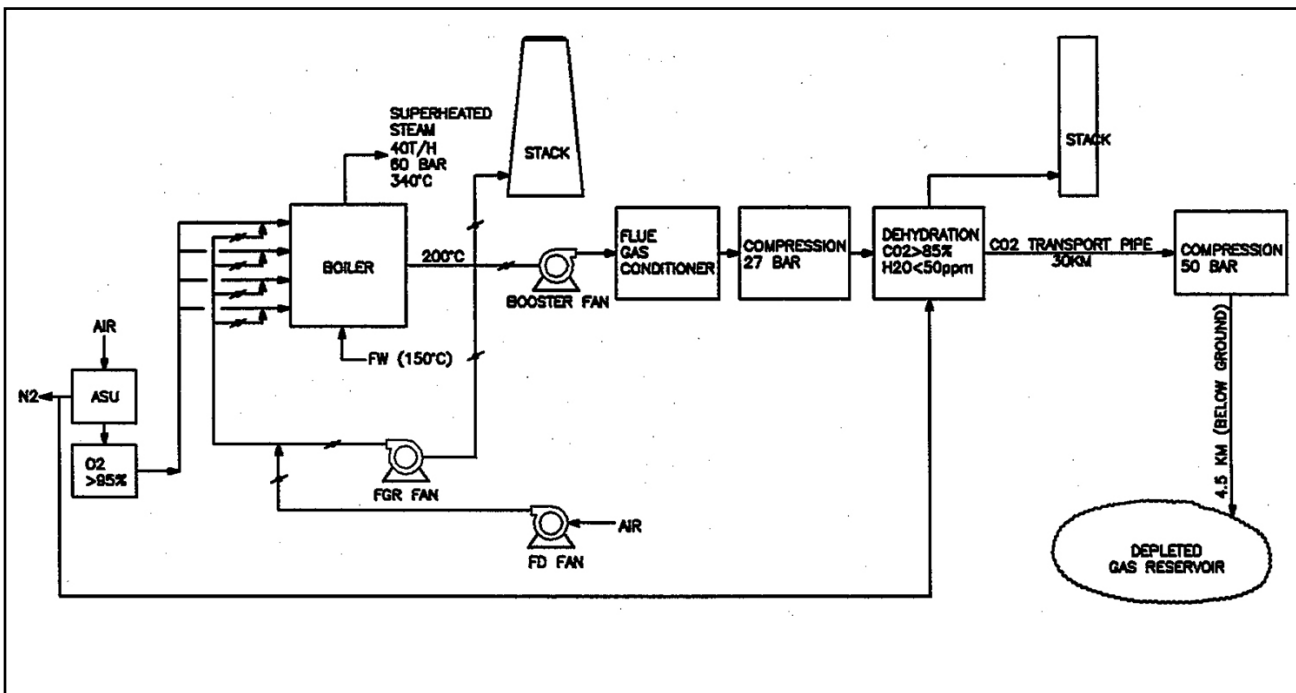 SUPERHEATED
STEAM
40T/H
60 BAR
340°C
STACK
STACK
BOILER
200°C
BOOSTER FAN
FLUE
GAS
CONDITIONER
COMPRESSION
27 BAR
DEHYDRATION
CO2>85%
H2O<50ppm
CO2 TRANSPORT PIPE
30KM
COMPRESSION
50 BAR
AIR
FW (150°C)
N2
ASU
O2
>95%
FGR FAN
AIR
FD FAN
4.5 KM (BELOW GROUND)
DEPLETED
GAS RESERVOIR